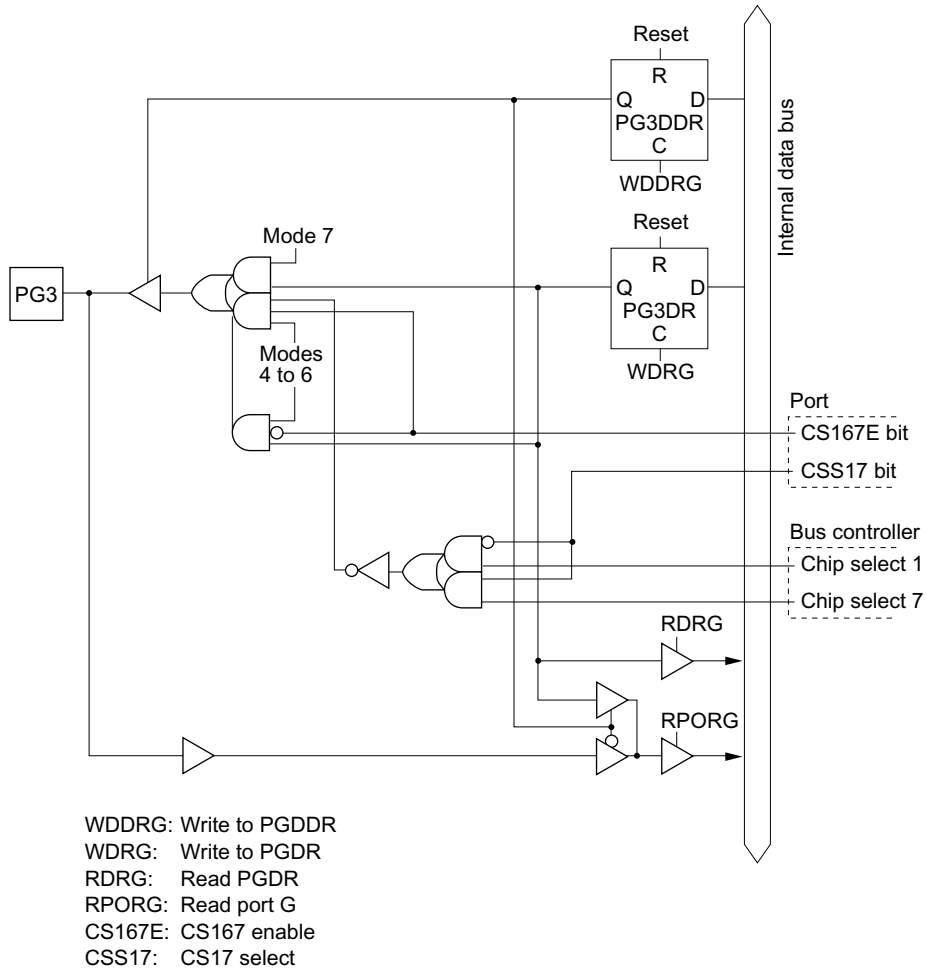 Reset
R
Q D
PG3DDR
C
WDDRG
Internal data bus
Reset
Mode 7
R
PG3
Q D
PG3DR
C
WDRG
Modes
4 to 6
Port
CS167E bit
CSS17 bit
Bus controller
Chip select 1
Chip select 7
RDRG
RPORG
WDDRG: Write to PGDDR
WDRG: Write to PGDR
RDRG: Read PGDR
RPORG: Read port G
CS167E: CS167 enable
CSS17: CS17 select